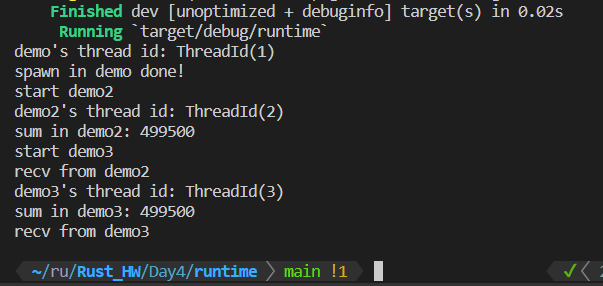 Finished dev [unoptimized + debuginfo] target(s) in 0.02s
Running `target/debug/runtime`
demo's thread id: ThreadId(1)
spawn in demo done!
start demo2
demo2's thread id: ThreadId(2)
sum in demo2: 499500
start demo3
recv from demo2
demo3's thread id: ThreadId(3)
sum in demo3: 499500
recv from demo3
~/ru/Rust_HW/Day4/runtime main !1 ✓